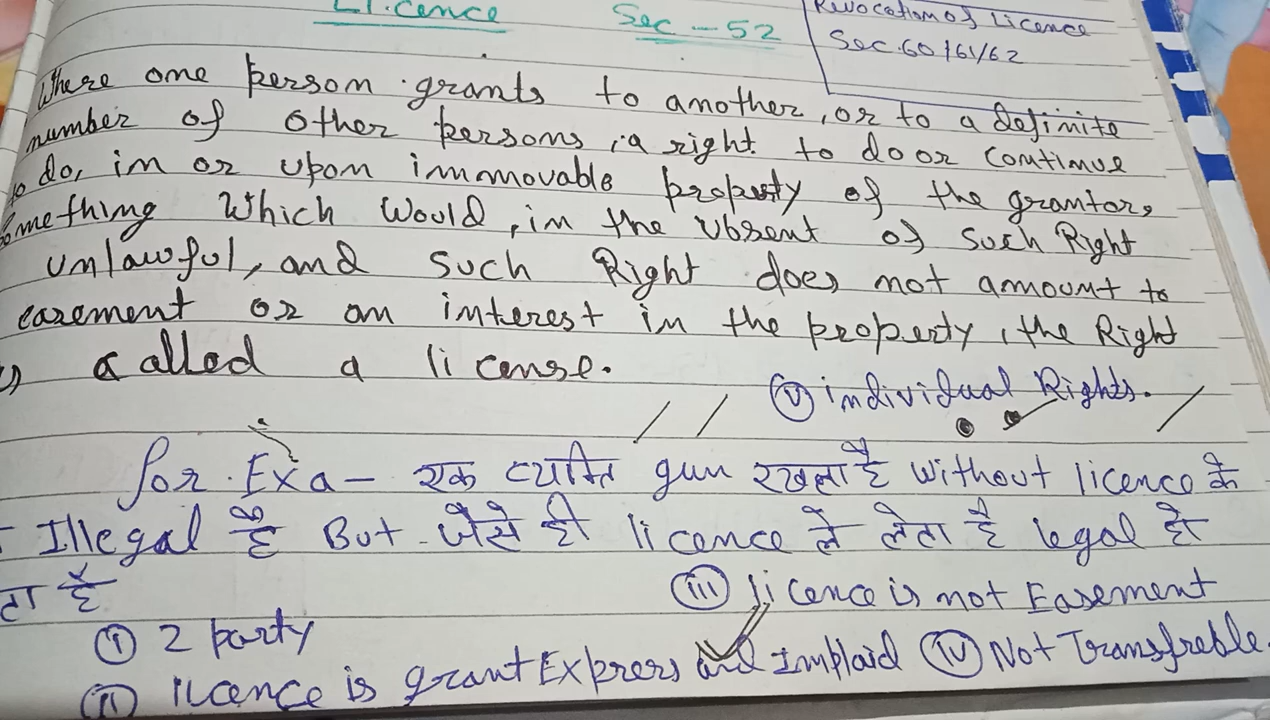 Licence Sec - 52
Revocation of Licence
Sec. 60/61/62
Where one person grants to another, or to a definite
number of other persons, a right to do or continue
to do, in or upon immovable property of the grantor,
something which would, in the Absent of such Right
unlawful, and such Right does not amount to
easement or an interest in the property, the Right
called a license.
(v) individual Rights.
for Exa - एक व्यक्ति gun रखता है without licence के
Illegal है But जैसे ही licence ले लेता है legal हो
ता है
(iii) licence is not Easement
(i) 2 party
(ii) licence is grant Express and Implaid (iv) Not Transfreble.